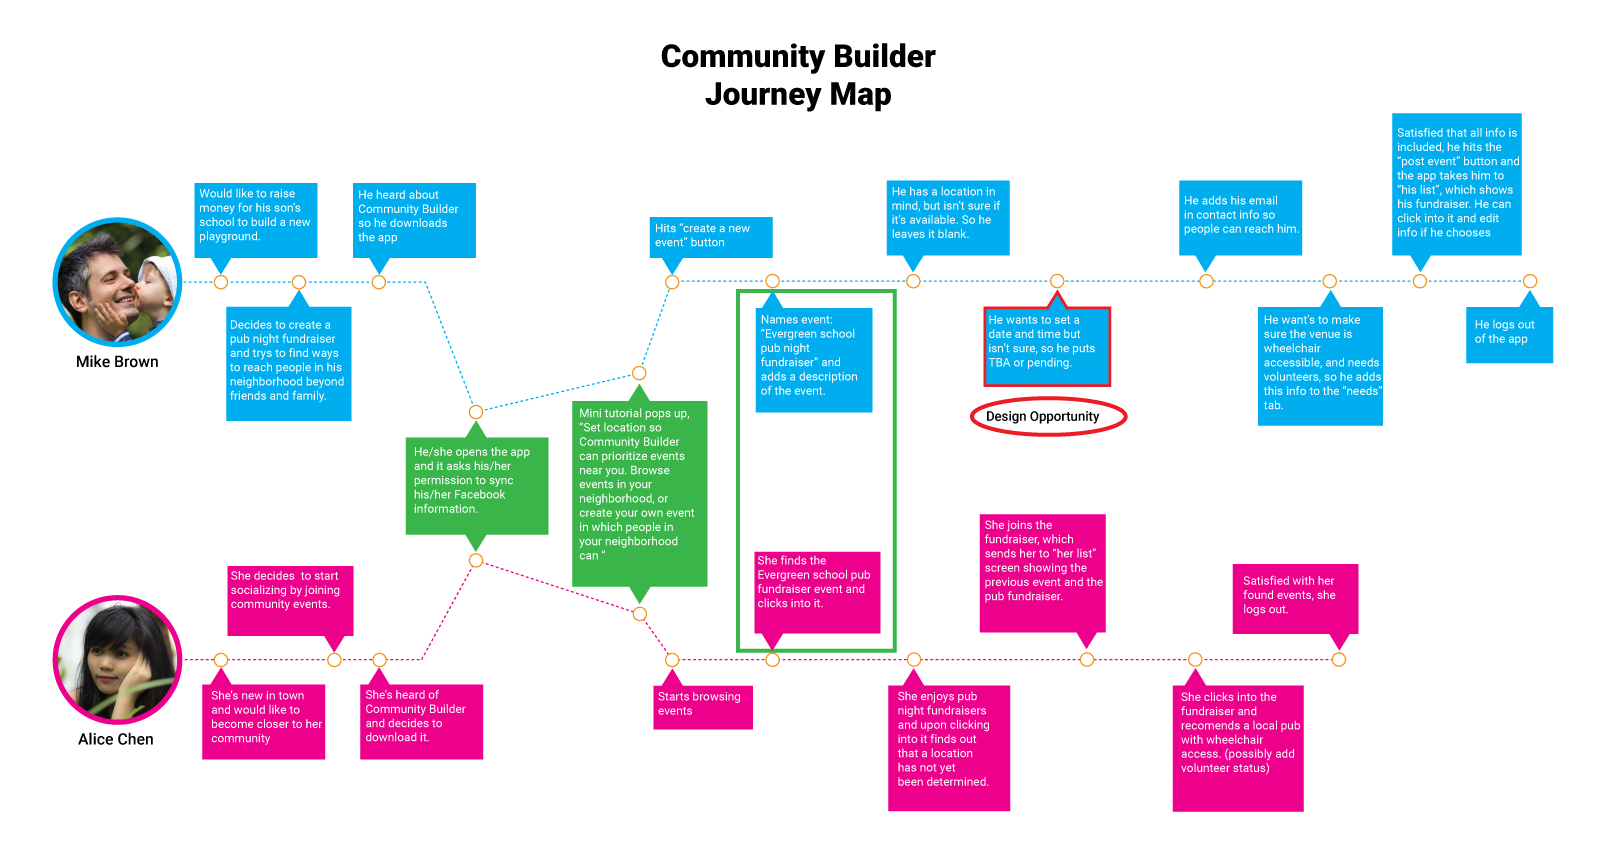 Community Builder
Journey Map
Would like to raise
money for his son's
school to build a new
playground.
Decides to create a
pub night fundraiser
and trys to find ways
to reach people in his
neighborhood beyond
friends and family.
He heard about
Community Builder
so he downloads
the app
Mike Brown
He/she opens the app
and it asks his/her
permission to sync
his/her Facebook
information.
Mini tutorial pops up,
"Set location so
Community Builder
can prioritize events
near you. Browse
events in your
neighborhood, or
create your own event
in which people in
your neighborhood
can "
Hits "create a new
event" button
Names event:
"Evergreen school
pub night
fundraiser" and
adds a description
of the event.
He has a location in
mind, but isn't sure if
it's available. So he
leaves it blank.
He wants to set a
date and time but
isn't sure, so he puts
TBA or pending.
Design Opportunity
He adds his email
in contact info so
people can reach him.
He want's to make
sure the venue is
wheelchair
accessible, and needs
volunteers, so he adds
this info to the "needs"
tab.
Satisfied that all info is
included, he hits the
"post event" button and
the app takes him to
"his list", which shows
his fundraiser. He can
click into it and edit
info if he chooses
He logs out
of the app
She's new in town
and would like to
become closer to her
community
She decides  to start
socializing by joining
community events.
She's heard of
Community Builder
and decides to
download it.
Alice Chen
Starts browsing
events
She finds the
Evergreen school pub
fundraiser event and
clicks into it.
She enjoys pub
night fundraisers
and upon clicking
into it finds out
that a location
has not yet
been determined.
She joins the
fundraiser, which
sends her to "her list"
screen showing the
previous event and the
pub fundraiser.
She clicks into the
fundraiser and
recomends a local pub
with wheelchair
access. (possibly add
volunteer status)
Satisfied with her
found events, she
logs out.